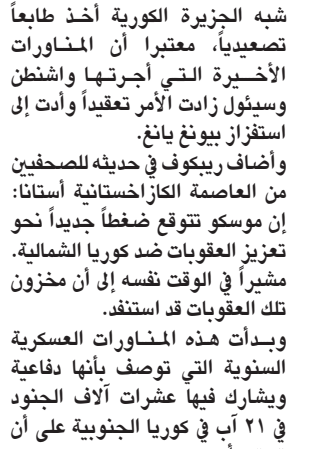 شبه الجزيرة الكورية أخذ طابعاً
تصعيدياً، معتبرا أن المناورات
الأخيرة التي أجرتها واشنطن
وسيئول زادت الأمر تعقيداً وأدت إلى
استفزاز بيونغ يانغ.
وأضاف ريبكوف في حديثه للصحفيين
من العاصمة الكازاخستانية أستانا:
إن موسكو تتوقع ضغطاً جديداً نحو
تعزيز العقوبات ضد كوريا الشمالية.
مشيراً في الوقت نفسه إلى أن مخزون
تلك العقوبات قد استنفد.
وبدأت هذه المناورات العسكرية
السنوية التي توصف بأنها دفاعية
ويشارك فيها عشرات آلاف الجنود
في ٢١ آب في كوريا الجنوبية على أن